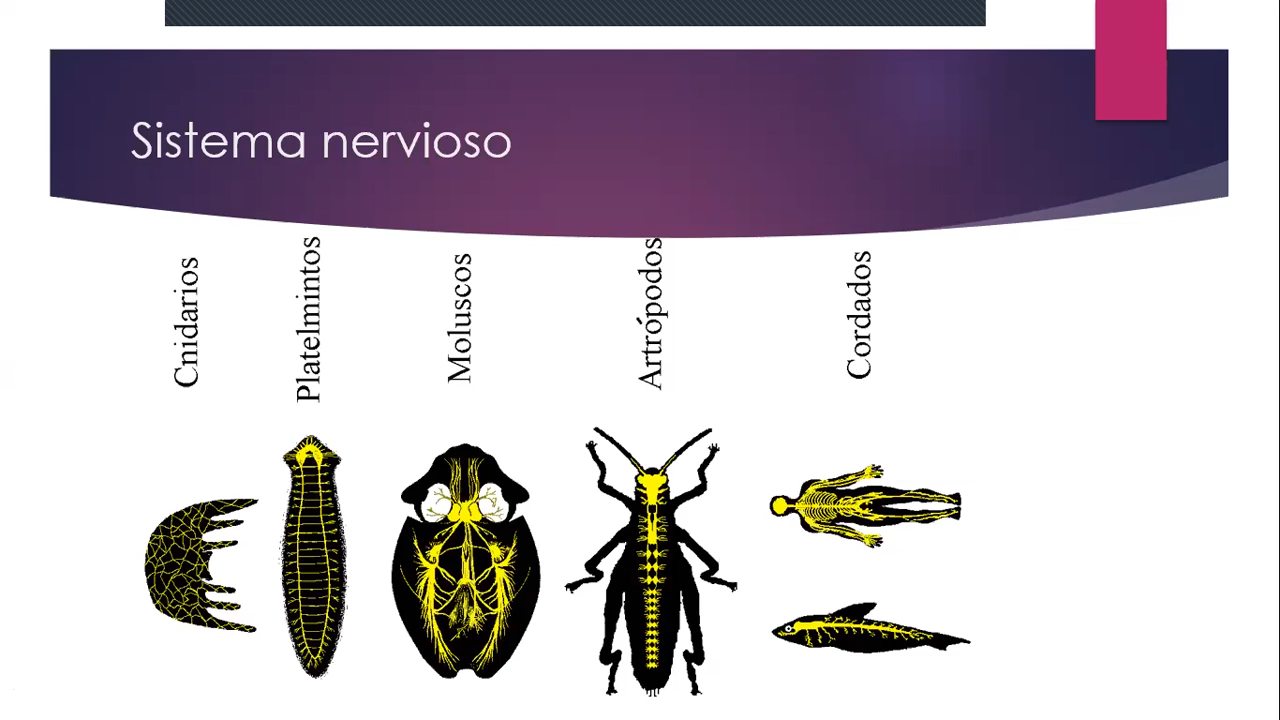 Sistema nervioso
Cnidarios
Platelmintos
Moluscos
Artrópodos
Cordados